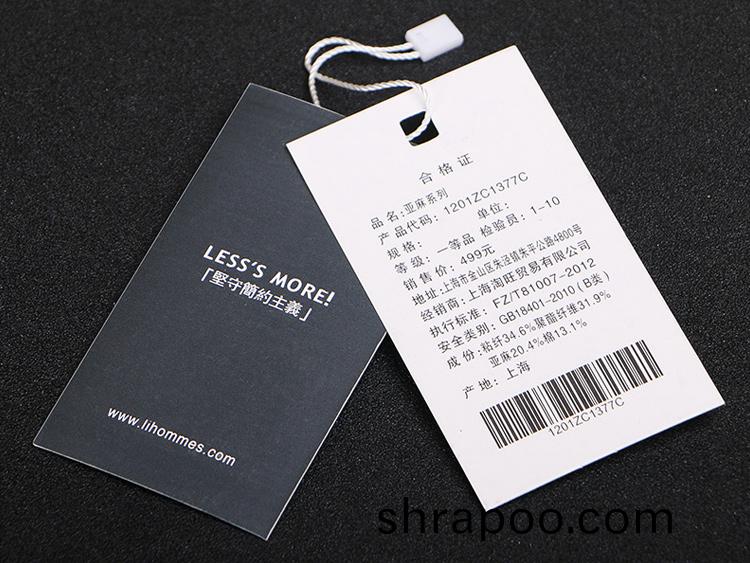 LESS'S MORE!
「堅守簡約主義」
www.lihommes.com
合格证
品名:亚麻系列
产品代码: 1201ZC1377C
规格: 单位:
等级: 一等品 检验员: 1-10
销售价: 499元
地址:上海市金山区朱泾镇朱平公路4800号
经销商: 上海淘旺贸易有限公司
执行标准: FZ/T81007-2012
安全类别: GB18401-2010(B类)
成份: 粘纤34.6%聚酯纤维31.9%
亚麻20.4%棉13.1%
产地: 上海
1201ZC1377C
shrapoo.com